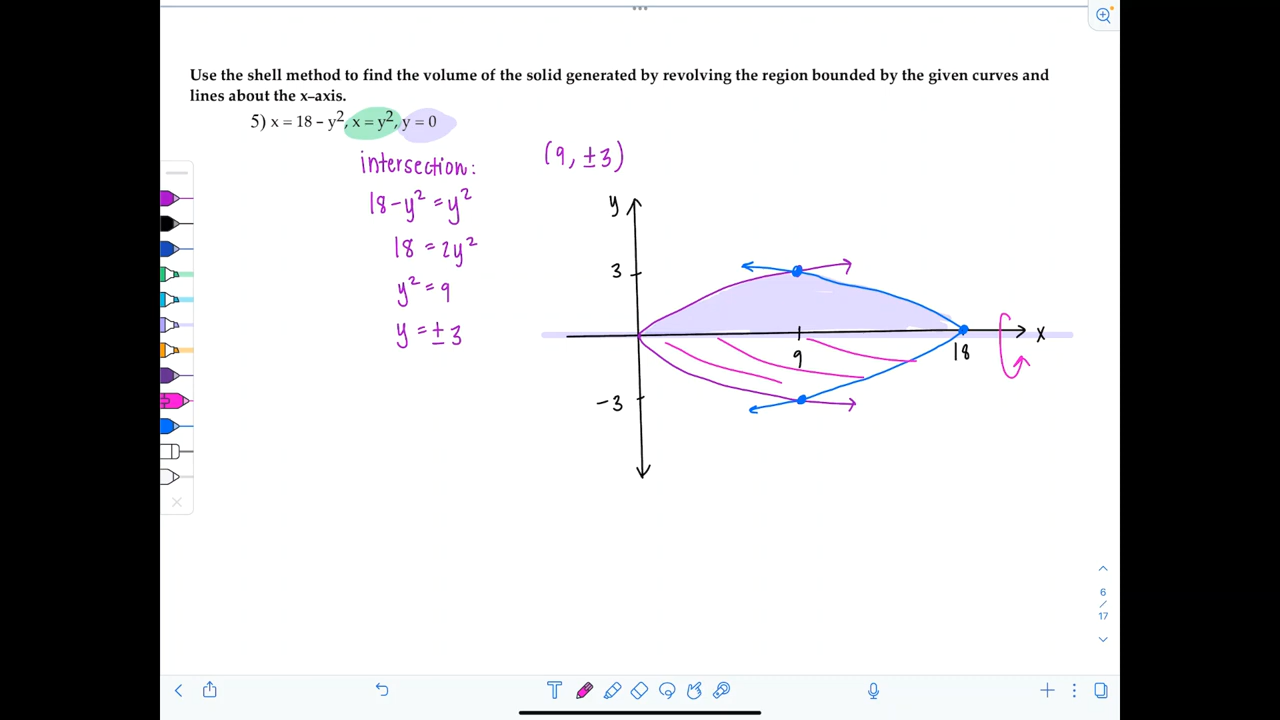 Use the shell method to find the volume of the solid generated by revolving the region bounded by the given curves and
lines about the x–axis.
5) x = 18 – y², x = y², y = 0
intersection:
(9, ±3)
18-y² = y²
18 = 2y²
y² = 9
y = ±3
y
3
9
18
x
-3
6
/
17
T